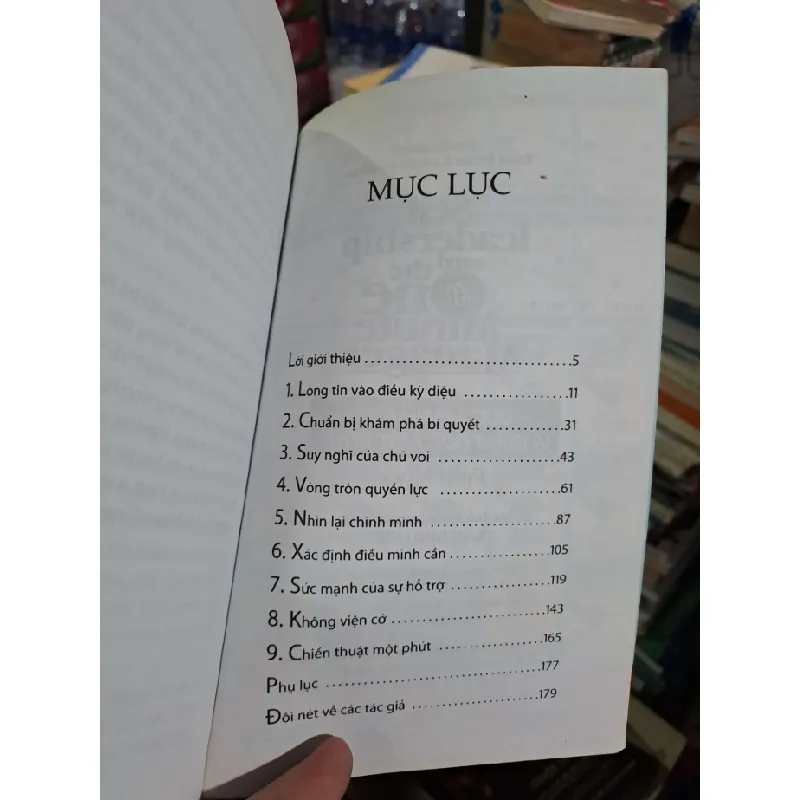 MỤC LỤC
Lời giới thiệu ................................5
1. Lòng tin vào điều kỳ diệu ................11
2. Chuẩn bị khám phá bí quyết .............31
3. Suy nghĩ của chú voi ...................43
4. Vòng tròn quyền lực ...................61
5. Nhìn lại chính mình ....................87
6. Xác định điều mình cần ................105
7. Sức mạnh của sự hỗ trợ ................119
8. Không viện cớ ........................143
9. Chiến thuật một phút ..................165
Phụ lục .................................177
Đôi nét về các tác giả ....................179